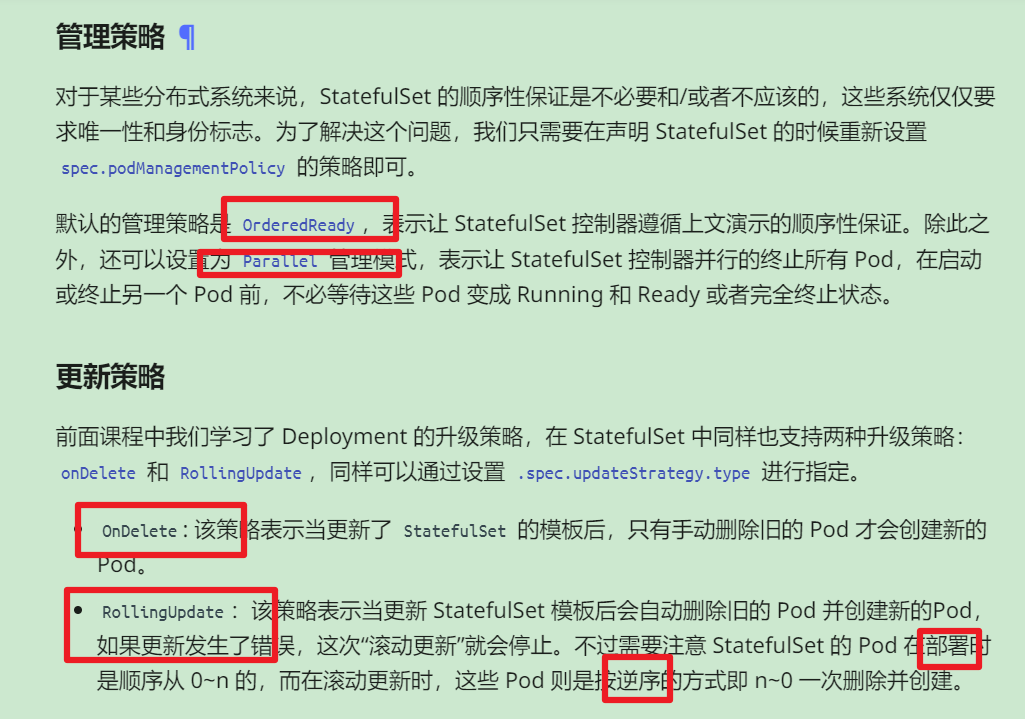 管理策略 ¶
对于某些分布式系统来说，StatefulSet 的顺序性保证是不必要和/或者不应该的，这些系统仅仅要
求唯一性和身份标志。为了解决这个问题，我们只需要在声明 StatefulSet 的时候重新设置
spec.podManagementPolicy 的策略即可。
默认的管理策略是 OrderedReady ，表示让 StatefulSet 控制器遵循上文演示的顺序性保证。除此之
外，还可以设置为 Parallel 管理模式，表示让 StatefulSet 控制器并行的终止所有 Pod，在启动
或终止另一个 Pod 前，不必等待这些 Pod 变成 Running 和 Ready 或者完全终止状态。
更新策略
前面课程中我们学习了 Deployment 的升级策略，在 StatefulSet 中同样也支持两种升级策略：
onDelete 和 RollingUpdate ，同样可以通过设置 .spec.updateStrategy.type 进行指定。
• OnDelete : 该策略表示当更新了 StatefulSet 的模板后，只有手动删除旧的 Pod 才会创建新的
Pod。
• RollingUpdate ：该策略表示当更新 StatefulSet 模板后会自动删除旧的 Pod 并创建新的Pod，
如果更新发生了错误，这次“滚动更新”就会停止。不过需要注意 StatefulSet 的 Pod 在部署时
是顺序从 0~n 的，而在滚动更新时，这些 Pod 则是按逆序的方式即 n~0 一次删除并创建。